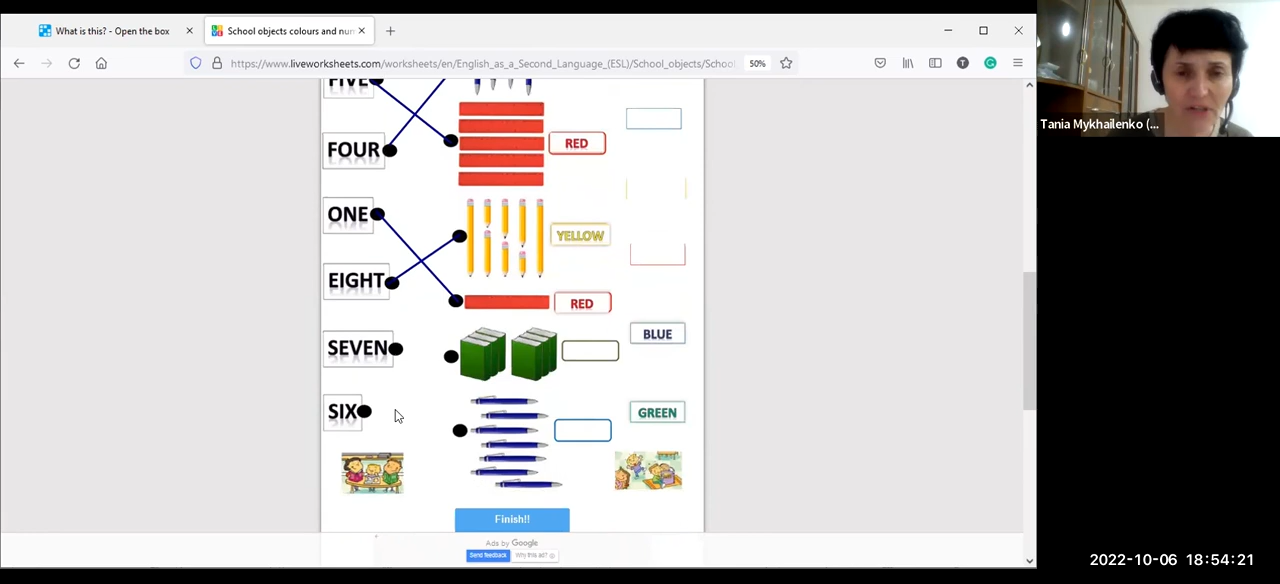 What is this? - Open the box
School objects colours and nun
https://www.liveworksheets.com/worksheets/en/English_as_a_Second_Language_(ESL)/School_objects/Schoo
50%
T
Tania Mykhailenko (...
FIVE
FOUR
RED
ONE
YELLOW
EIGHT
RED
SEVEN
BLUE
SIX
GREEN
Finish!!
Ads by Google
Send feedback
Why this ad?
2022-10-06 18:54:21